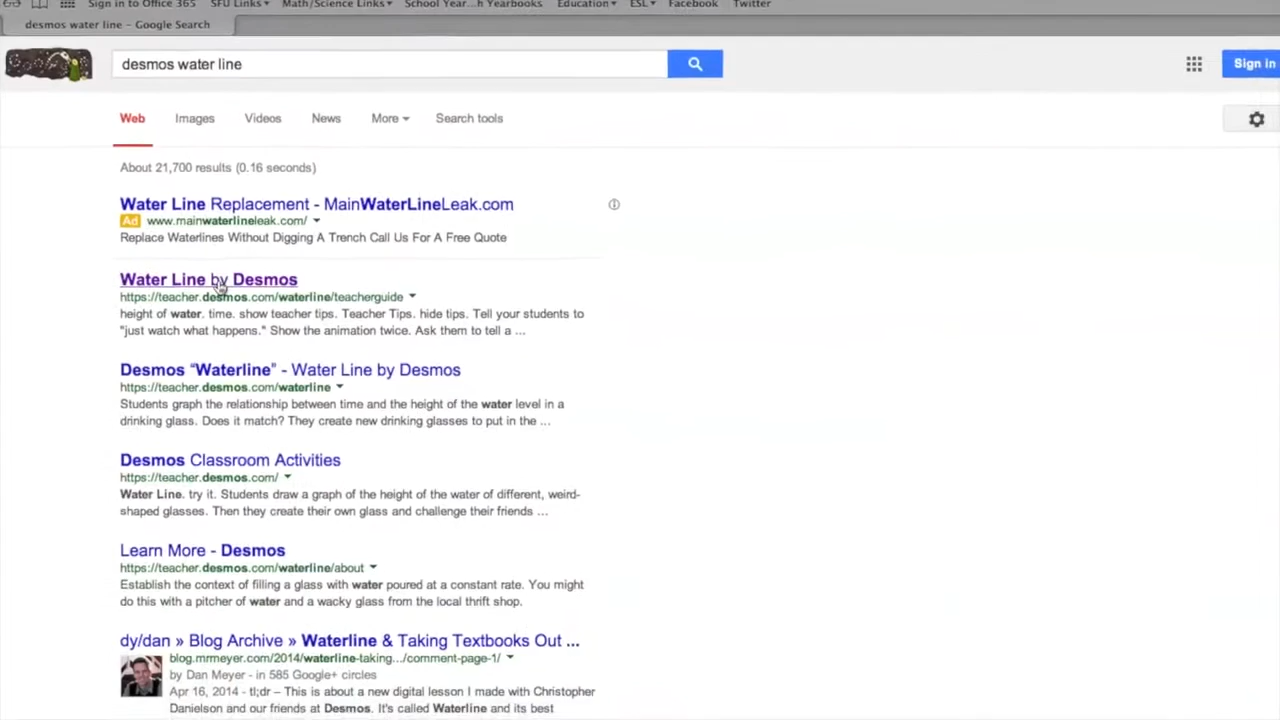 Sign in to Office 365 SFU Links Math/Science Links School Year...h Yearbooks Education ESL Facebook Twitter
desmos water line – Google Search
desmos water line
Sign in
Web Images Videos News More Search tools
About 21,700 results (0.16 seconds)
Water Line Replacement - MainWaterLineLeak.com
Ad www.mainwaterlineleak.com/
Replace Waterlines Without Digging A Trench Call Us For A Free Quote
Water Line by Desmos
https://teacher.desmos.com/waterline/teacherguide
height of water. time. show teacher tips. Teacher Tips. hide tips. Tell your students to
"just watch what happens." Show the animation twice. Ask them to tell a ...
Desmos “Waterline” - Water Line by Desmos
https://teacher.desmos.com/waterline
Students graph the relationship between time and the height of the water level in a
drinking glass. Does it match? They create new drinking glasses to put in the ...
Desmos Classroom Activities
https://teacher.desmos.com/
Water Line. try it. Students draw a graph of the height of the water of different, weird-
shaped glasses. Then they create their own glass and challenge their friends ...
Learn More - Desmos
https://teacher.desmos.com/waterline/about
Establish the context of filling a glass with water poured at a constant rate. You might
do this with a pitcher of water and a wacky glass from the local thrift shop.
dy/dan » Blog Archive » Waterline & Taking Textbooks Out ...
blog.mrmeyer.com/2014/waterline-taking.../comment-page-1/
by Dan Meyer - in 585 Google+ circles
Apr 16, 2014 - tl;dr – This is about a new digital lesson I made with Christopher
Danielson and our friends at Desmos. It's called Waterline and its best